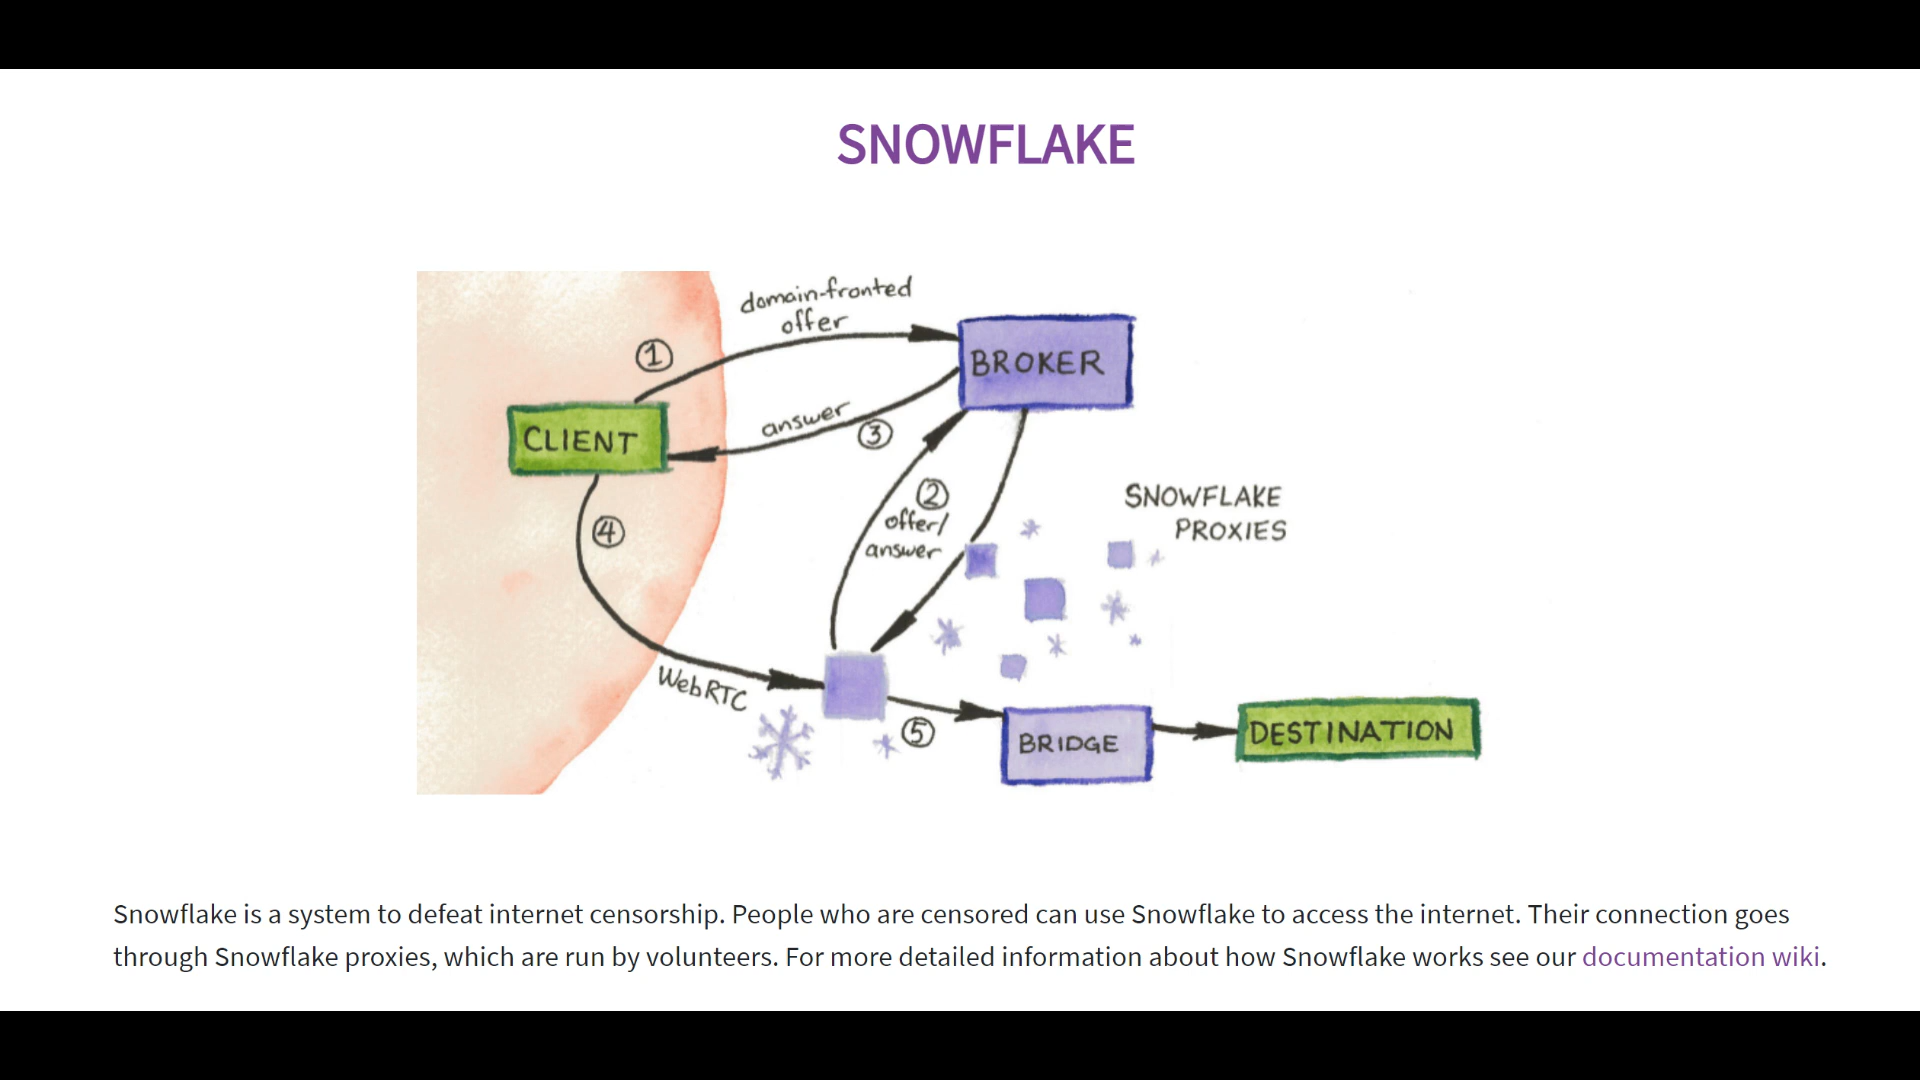 SNOWFLAKE
domain-fronted
offer
1
BROKER
answer
3
CLIENT
2
offer/
answer
SNOWFLAKE
PROXIES
4
WebRTC
5
BRIDGE
DESTINATION
Snowflake is a system to defeat internet censorship. People who are censored can use Snowflake to access the internet. Their connection goes
through Snowflake proxies, which are run by volunteers. For more detailed information about how Snowflake works see our documentation wiki.